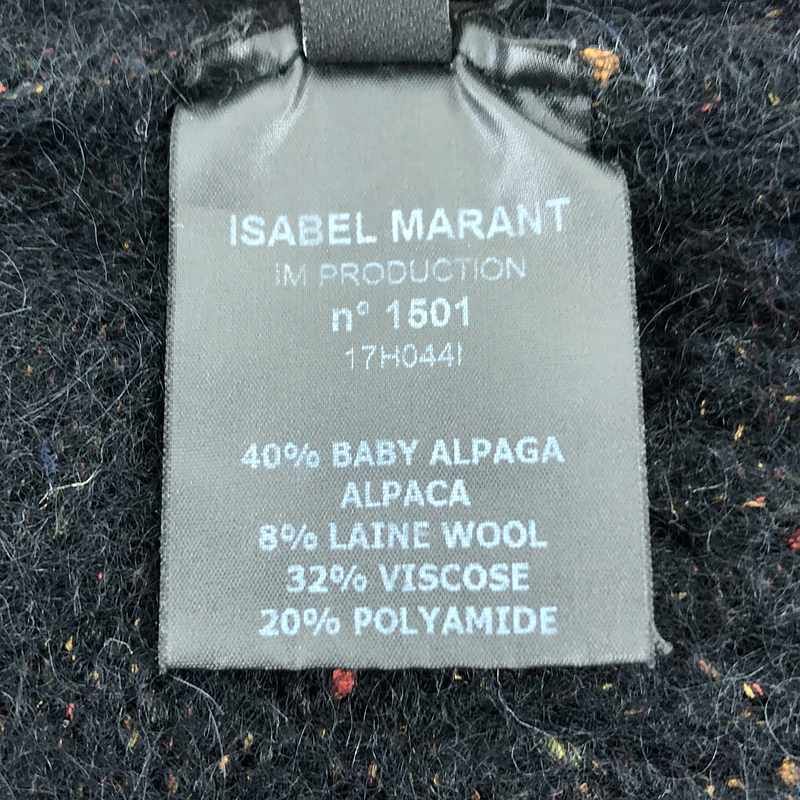 ISABEL MARANT
IM PRODUCTION
n° 1501
17H044I
40% BABY ALPAGA
ALPACA
8% LAINE WOOL
32% VISCOSE
20% POLYAMIDE